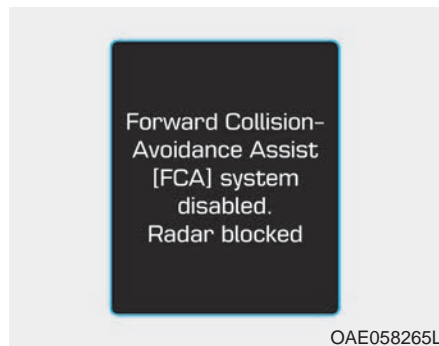 Forward Collision-
Avoidance Assist
[FCA] system
disabled.
Radar blocked
OAE058265L